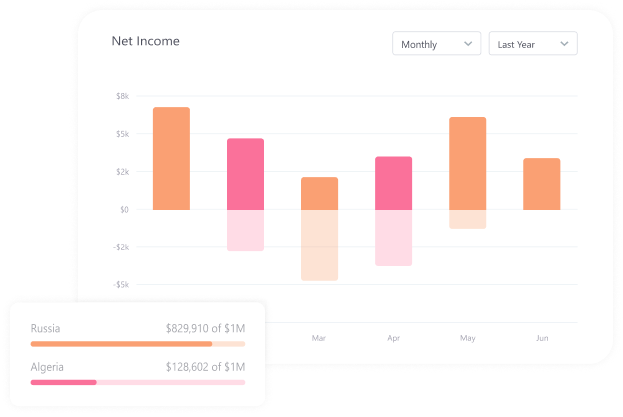 Net Income
Monthly
Last Year
$8k
$5k
$2k
$0
-$2k
-$5k
Mar
Apr
May
Jun
Russia
$829,910 of $1M
Algeria
$128,602 of $1M